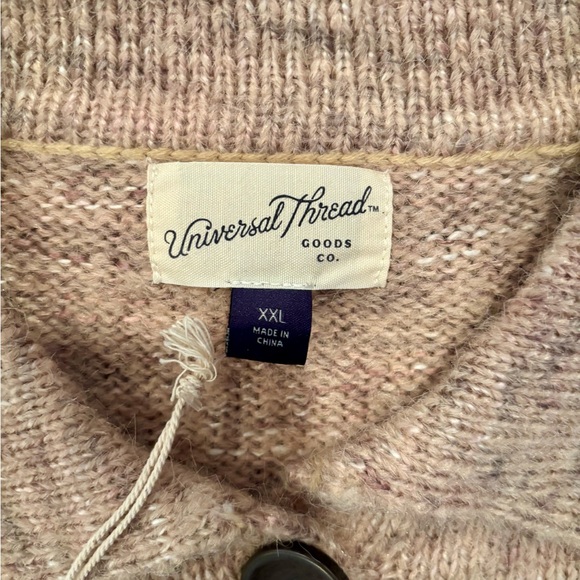 Universal Thread™
GOODS
CO.
XXL
MADE IN
CHINA